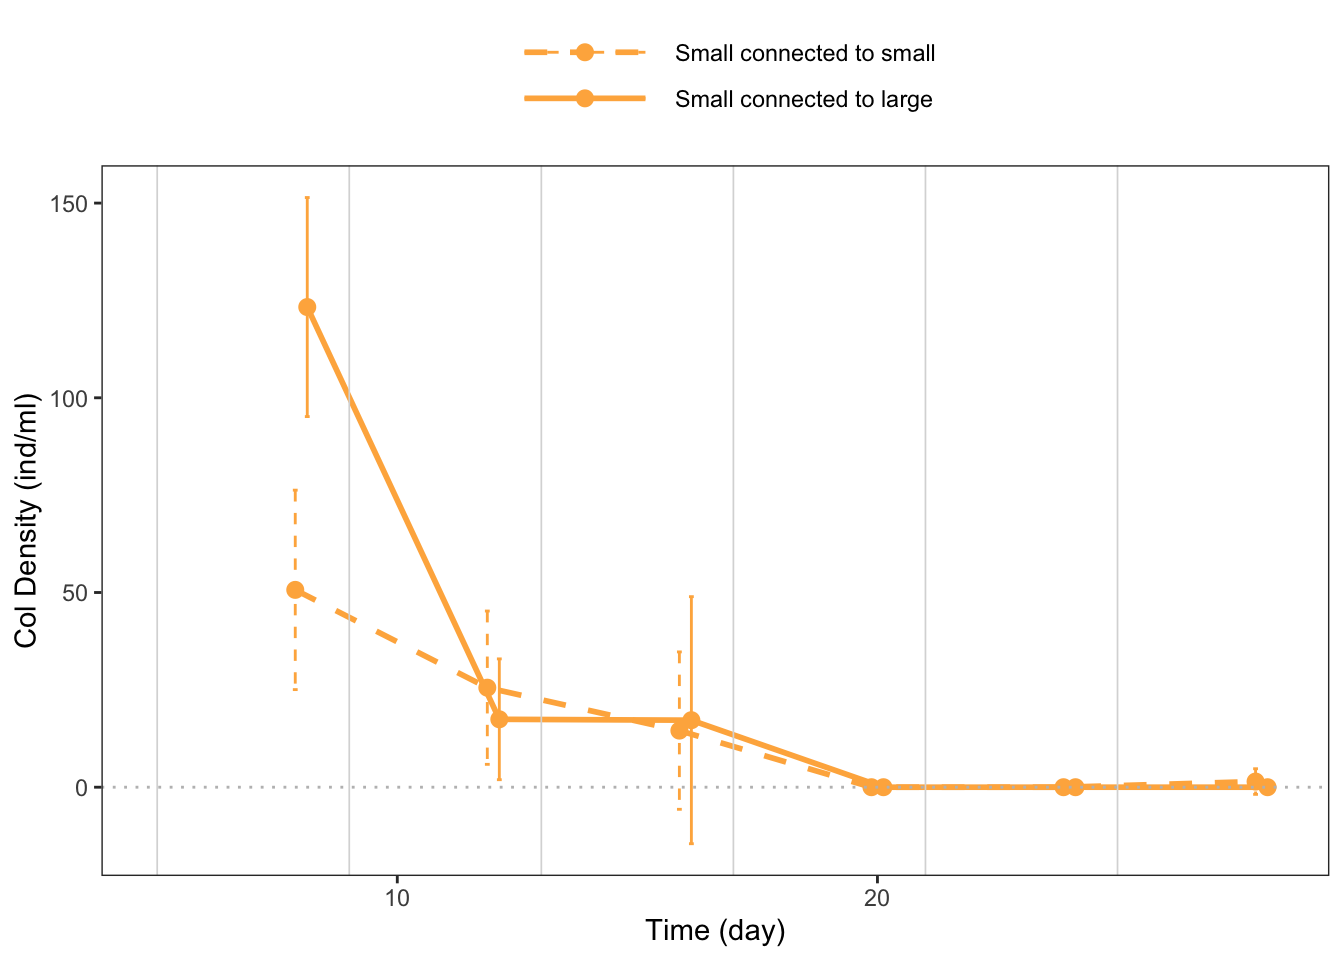 Small connected to small
Small connected to large
150
100
50
0
Col Density (ind/ml)
10
20
Time (day)